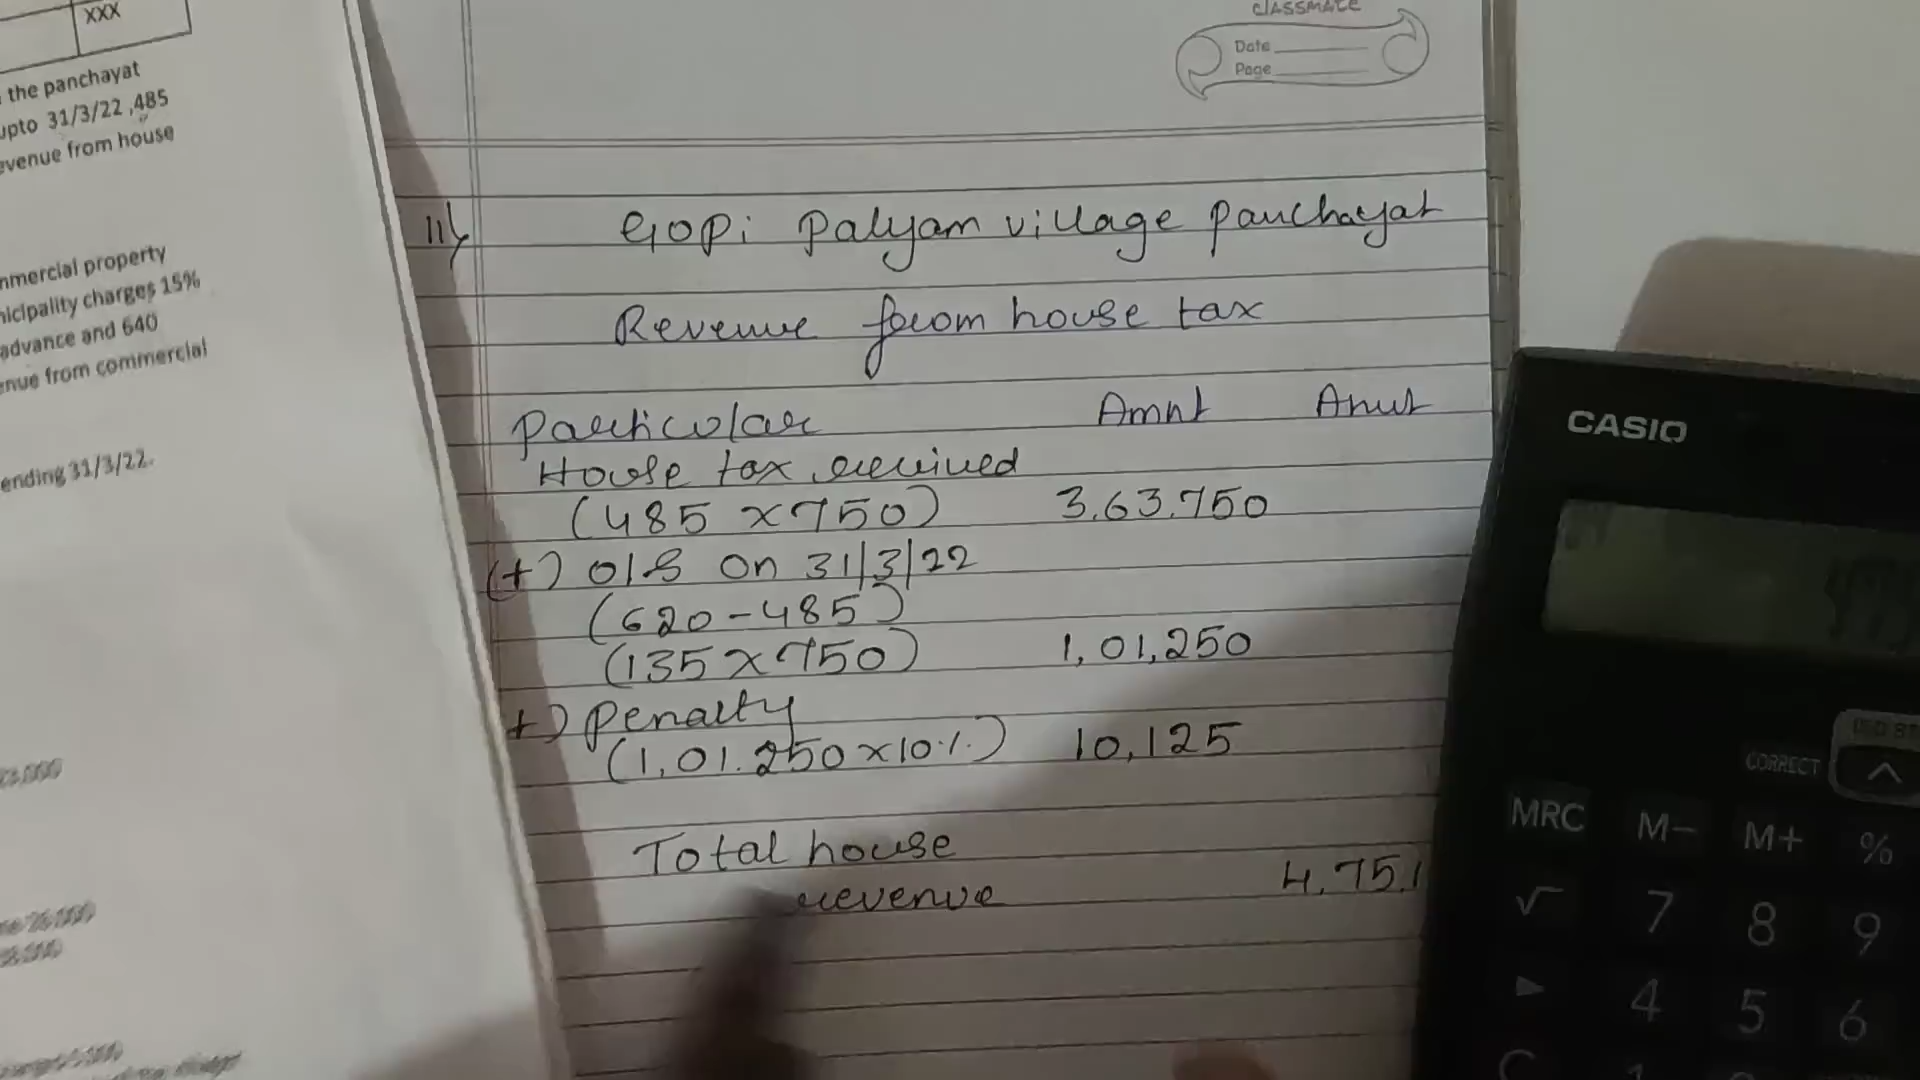 XXX
the panchayat
upto 31/3/22 ,485
evenue from house
mmercial property
nicipality charges 15%
advance and 640
enue from commercial
ending 31/3/22.
classmate
Date
Page
11)
Gopi Palyam village Panchayat
Revenue from house tax
Particular Amnt Amnt
House tax received
(485 x 750) 3,63,750
(+) O/S on 31/3/22
(620-485)
(135 x 750) 1,01,250
+) Penalty
(1,01,250 x 10%) 10,125
Total house
revenue 4,75,1
CASIO
CORRECT
MRC M- M+ %
√ 7 8 9
▶ 4 5 6
C